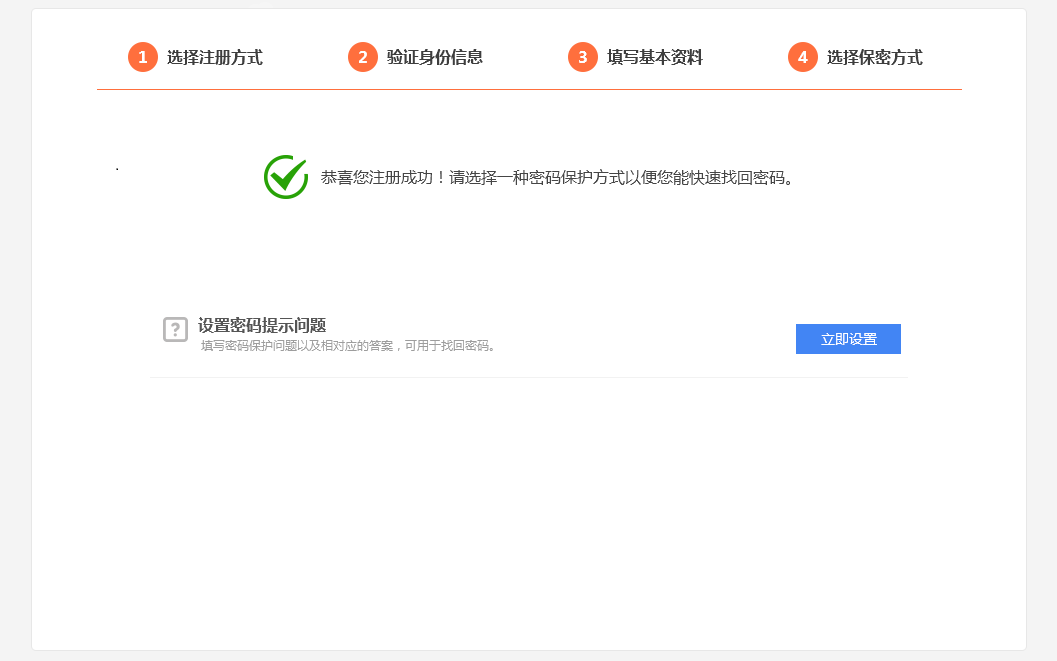 1 选择注册方式 2 验证身份信息 3 填写基本资料 4 选择保密方式
恭喜您注册成功！请选择一种密码保护方式以便您能快速找回密码。
? 设置密码提示问题
填写密码保护问题以及相对应的答案，可用于找回密码。
立即设置